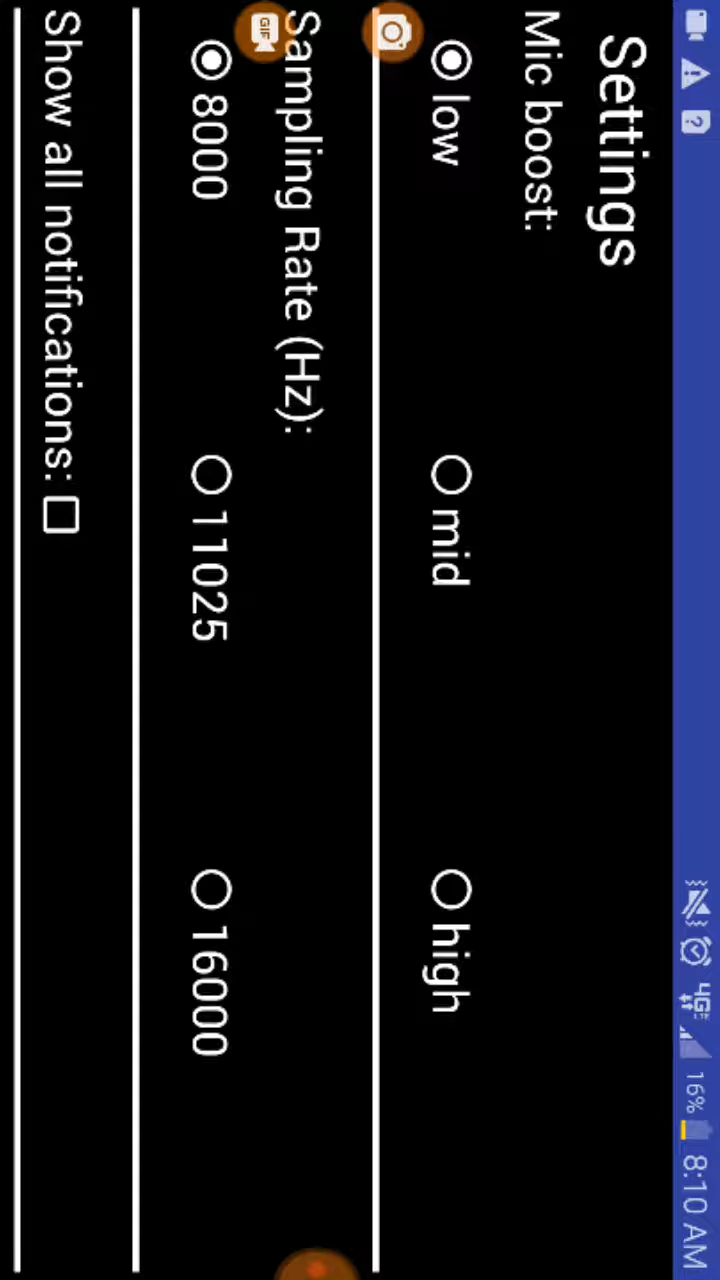 16% 8:10 AM
Settings
Mic boost:
low mid high
Sampling Rate (Hz):
8000 11025 16000
Show all notifications:
GIF
4G